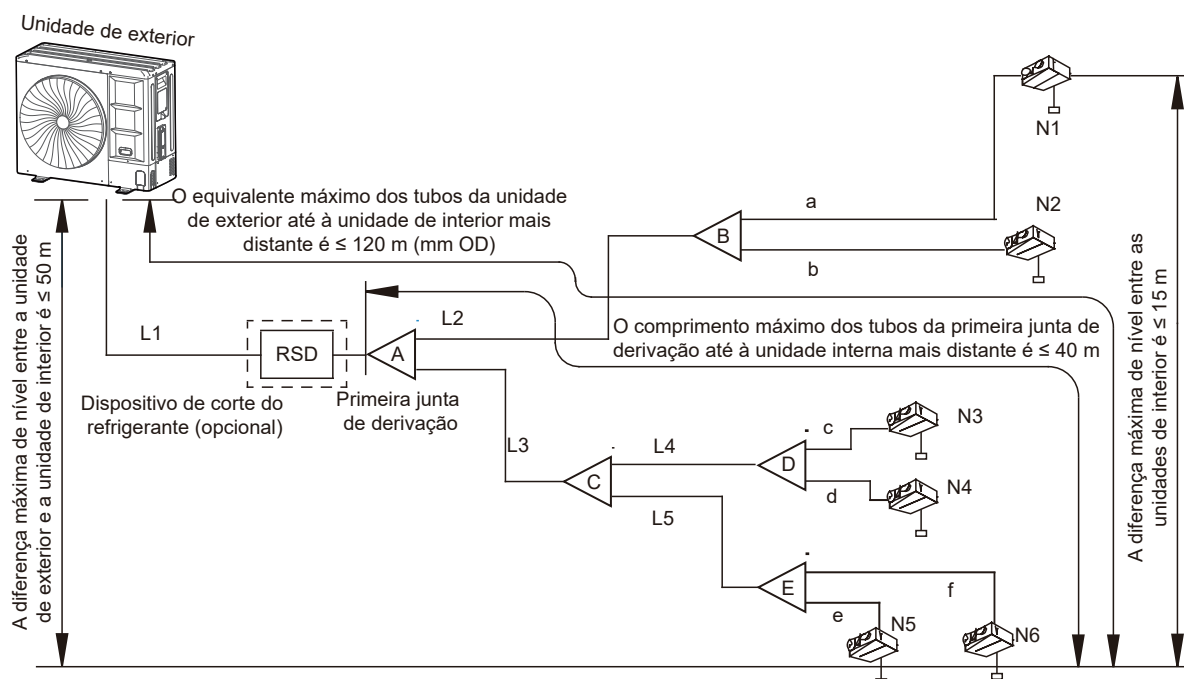 Unidade de exterior
N1
O equivalente máximo dos tubos da unidade
de exterior até à unidade de interior mais
distante é ≤ 120 m (mm OD)
a
N2
B
b
A diferença máxima de nível entre a unidade
de exterior e a unidade de interior é ≤ 50 m
L1
L2
O comprimento máximo dos tubos da primeira junta de
derivação até à unidade interna mais distante é ≤ 40 m
A diferença máxima de nível entre as
unidades de interior é ≤ 15 m
RSD
A
Dispositivo de corte do
refrigerante (opcional)
Primeira junta
de derivação
L3
L4
c
N3
C
D
d
N4
L5
E
f
e
N5
N6